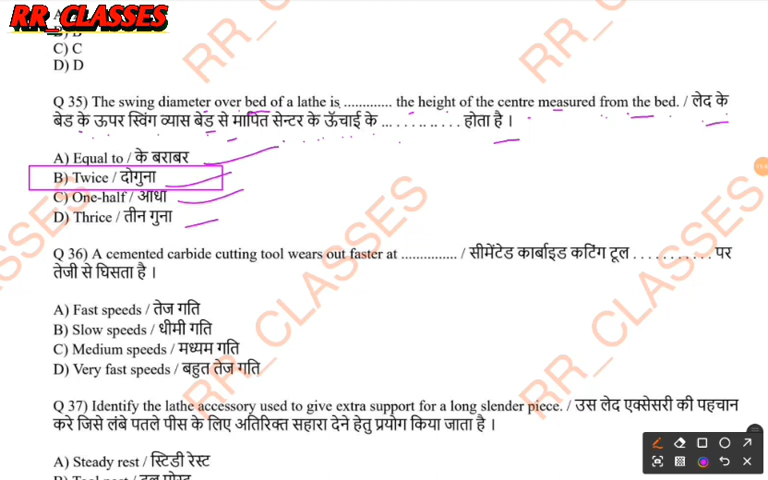 RR_CLASSES
C) C
D) D
Q 35) The swing diameter over bed of a lathe is ............. the height of the centre measured from the bed. / लेद के
बेड के ऊपर स्विंग व्यास बेड से मापित सेन्टर के ऊँचाई के ... . . . .. .. . . . होता है ।
A) Equal to / के बराबर
B) Twice / दोगुना
C) One-half / आधा
D) Thrice / तीन गुना
Q 36) A cemented carbide cutting tool wears out faster at ............... / सीमेंटेड कार्बाइड कटिंग टूल . . . . . . . . . . . पर
तेजी से घिसता है ।
A) Fast speeds / तेज गति
B) Slow speeds / धीमी गति
C) Medium speeds / मध्यम गति
D) Very fast speeds / बहुत तेज गति
Q 37) Identify the lathe accessory used to give extra support for a long slender piece. / उस लेद एक्सेसरी की पहचान
करे जिसे लंबे पतले पीस के लिए अतिरिक्त सहारा देने हेतु प्रयोग किया जाता है ।
A) Steady rest / स्टिडी रेस्ट